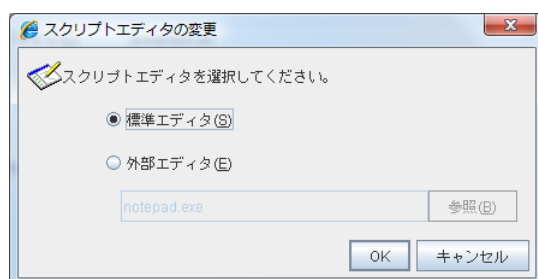 スクリプトエディタの変更
スクリプトエディタを選択してください。
標準エディタ(S)
外部エディタ(E)
notepad.exe 参照(B)
OK キャンセル